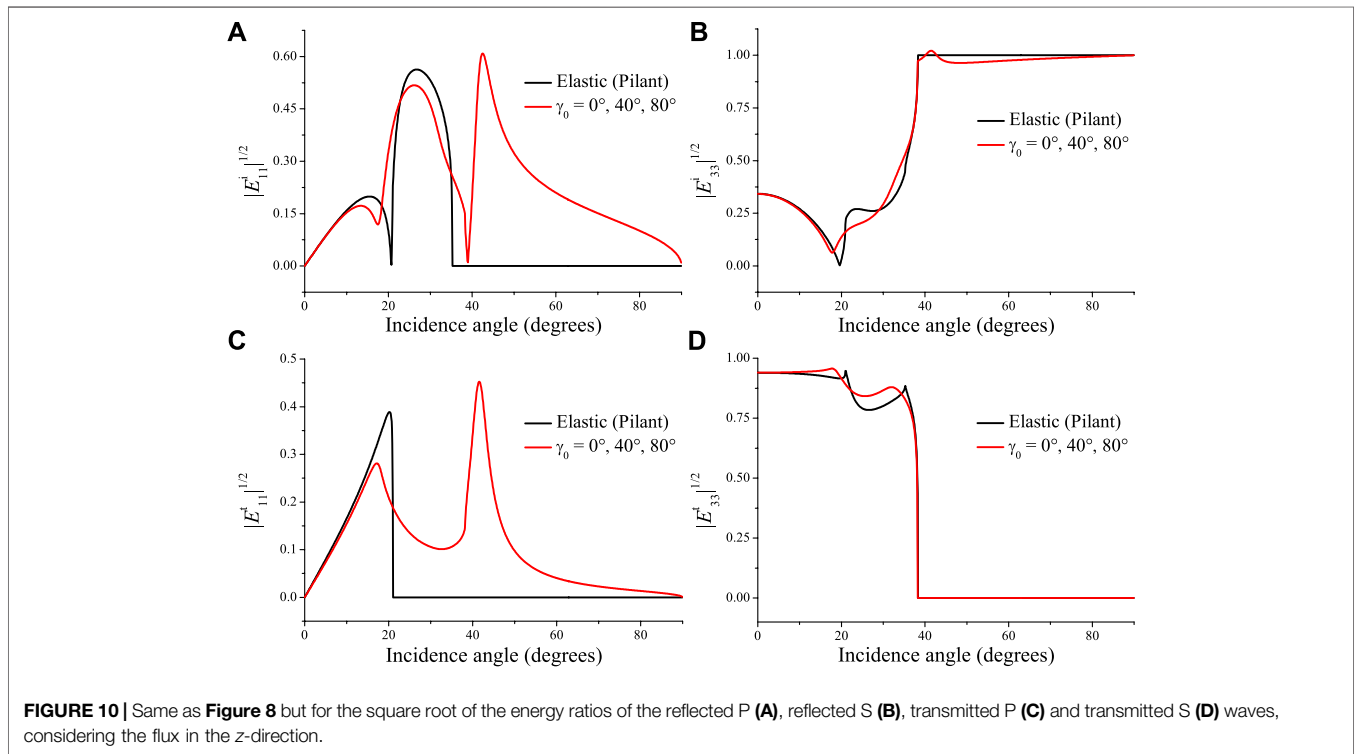 A
0.60
0.45
0.30
0.15
0.00
|E^i_11|^1/2
Elastic (Pilant)
γ_0 = 0°, 40°, 80°
0 20 40 60 80
Incidence angle (degrees)
B
1.00
0.75
0.50
0.25
0.00
|E^i_33|^1/2
Elastic (Pilant)
γ_0 = 0°, 40°, 80°
0 20 40 60 80
Incidence angle (degrees)
C
0.5
0.4
0.3
0.2
0.1
0.0
|E^t_11|^1/2
Elastic (Pilant)
γ_0 = 0°, 40°, 80°
0 20 40 60 80
Incidence angle (degrees)
D
1.00
0.75
0.50
0.25
0.00
|E^t_33|^1/2
Elastic (Pilant)
γ_0 = 0°, 40°, 80°
0 20 40 60 80
Incidence angle (degrees)
FIGURE 10 | Same as Figure 8 but for the square root of the energy ratios of the reflected P (A), reflected S (B), transmitted P (C) and transmitted S (D) waves,
considering the flux in the z-direction.